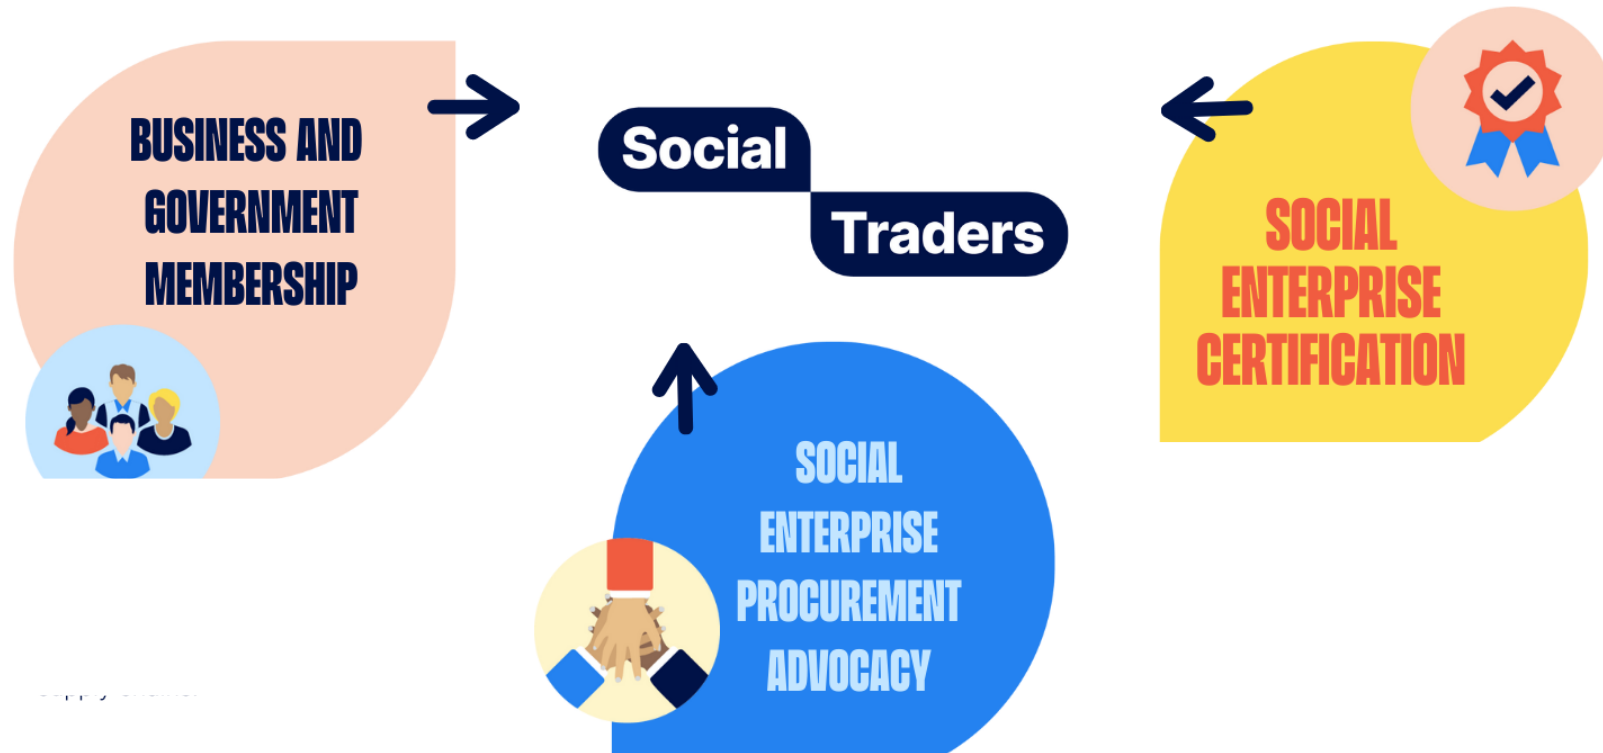 BUSINESS AND
GOVERNMENT
MEMBERSHIP
Social
Traders
SOCIAL
ENTERPRISE
CERTIFICATION
SOCIAL
ENTERPRISE
PROCUREMENT
ADVOCACY